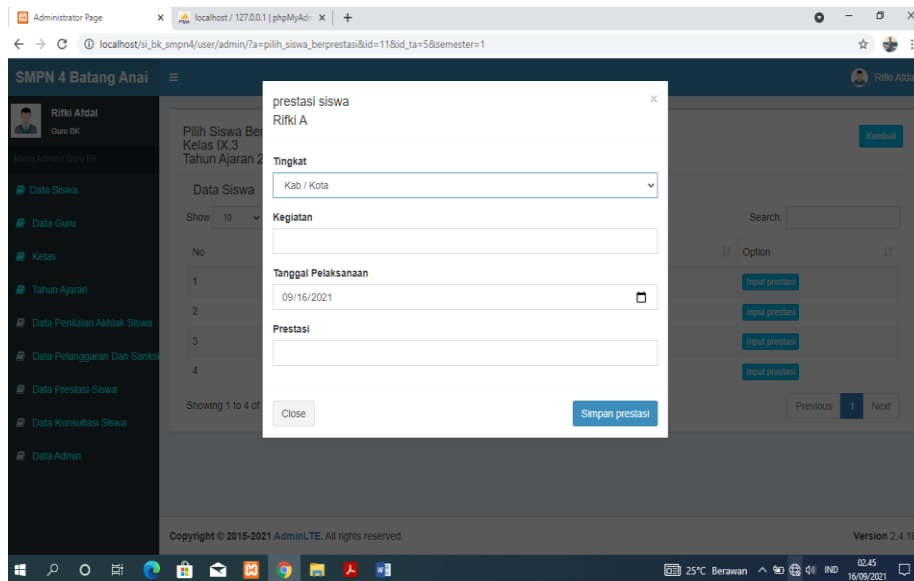 Administrator Page
localhost / 127.0.0.1 | phpMyAdm
localhost/si_bk_smpn4/user/admin/?a=pilih_siswa_berprestasi&id=11&id_ta=5&semester=1
SMPN 4 Batang Anai
Rifki Afda
Rifki Afdal
Guru BK
Menu Admin / Guru BK
Data Siswa
Data Guru
Kelas
Tahun Ajaran
Data Penilaian Akhlak Siswa
Data Pelanggaran Dan Sanksi
Data Prestasi Siswa
Data Konsultasi Siswa
Data Admin
Pilih Siswa Ber
Kelas IX.3
Tahun Ajaran 2
Kembali
Data Siswa
Show 10
Search:
No
Option
1
Input prestasi
2
Input prestasi
3
Input prestasi
4
Input prestasi
Showing 1 to 4 of
Previous 1 Next
prestasi siswa
Rifki A
×
Tingkat
Kab / Kota
Kegiatan
Tanggal Pelaksanaan
09/16/2021
Prestasi
Close
Simpan prestasi
Copyright © 2015-2021 AdminLTE. All rights reserved.
Version 2.4.18
25°C Berawan
IND
02.45
16/09/2021